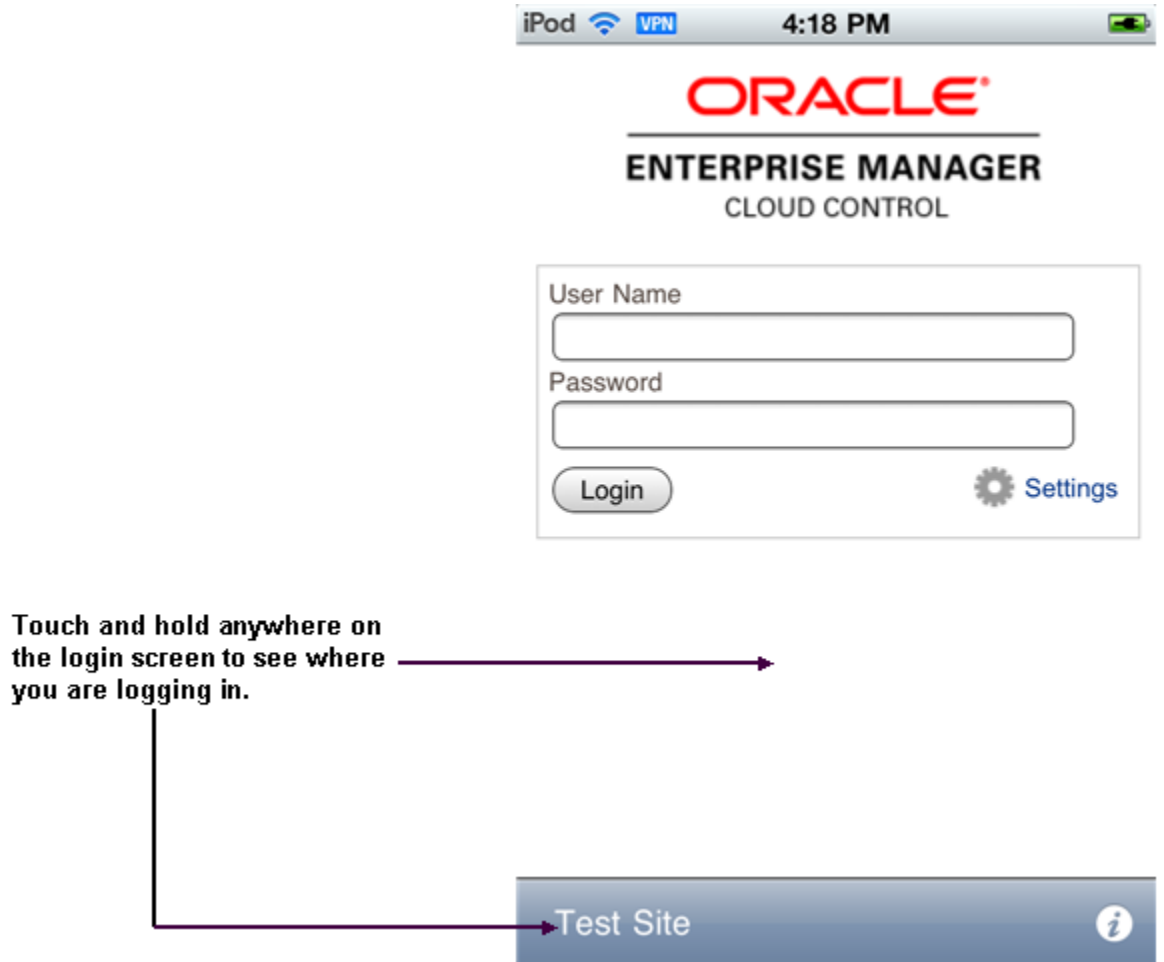 iPod VPN 4:18 PM
ORACLE
ENTERPRISE MANAGER
CLOUD CONTROL
User Name
Password
Login Settings
Touch and hold anywhere on
the login screen to see where
you are logging in.
Test Site i